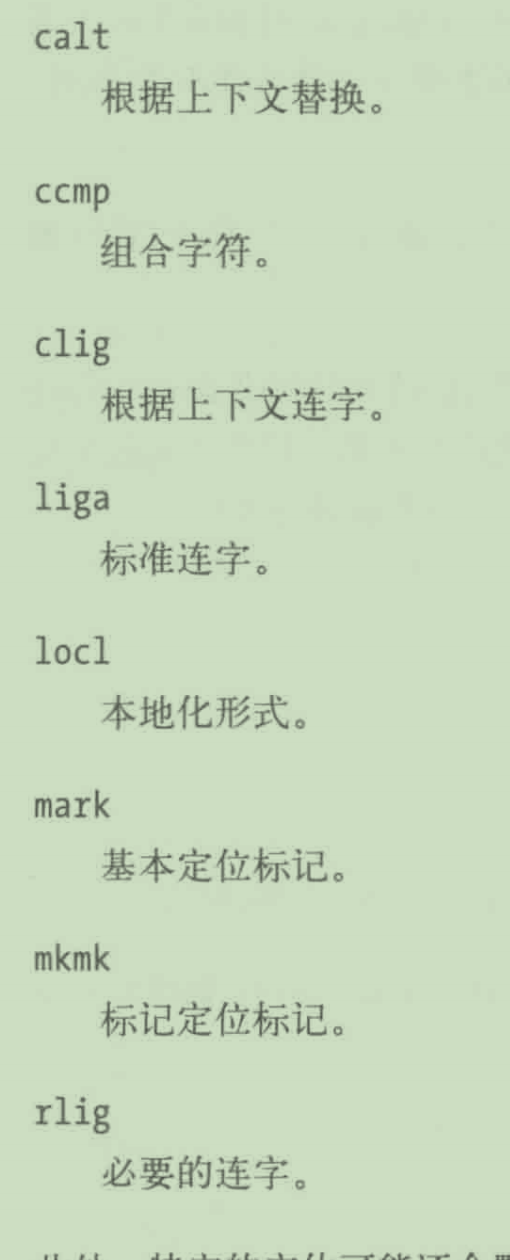 calt
根据上下文替换。
ccmp
组合字符。
clig
根据上下文连字。
liga
标准连字。
locl
本地化形式。
mark
基本定位标记。
mkmk
标记定位标记。
rlig
必要的连字。